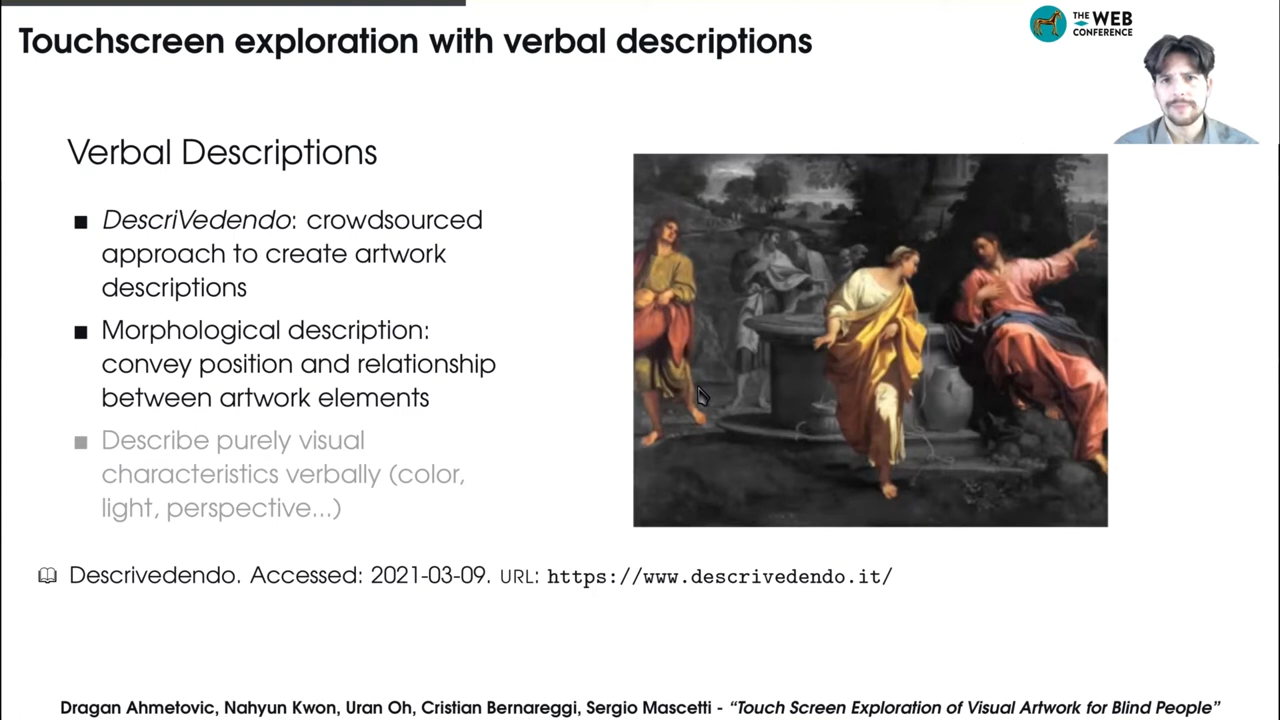 Touchscreen exploration with verbal descriptions
THE WEB
CONFERENCE
Verbal Descriptions
DescriVedendo: crowdsourced
approach to create artwork
descriptions
Morphological description:
convey position and relationship
between artwork elements
Describe purely visual
characteristics verbally (color,
light, perspective...)
Descrivedendo. Accessed: 2021-03-09. URL: https://www.descrivedendo.it/
Dragan Ahmetovic, Nahyun Kwon, Uran Oh, Cristian Bernareggi, Sergio Mascetti - “Touch Screen Exploration of Visual Artwork for Blind People”